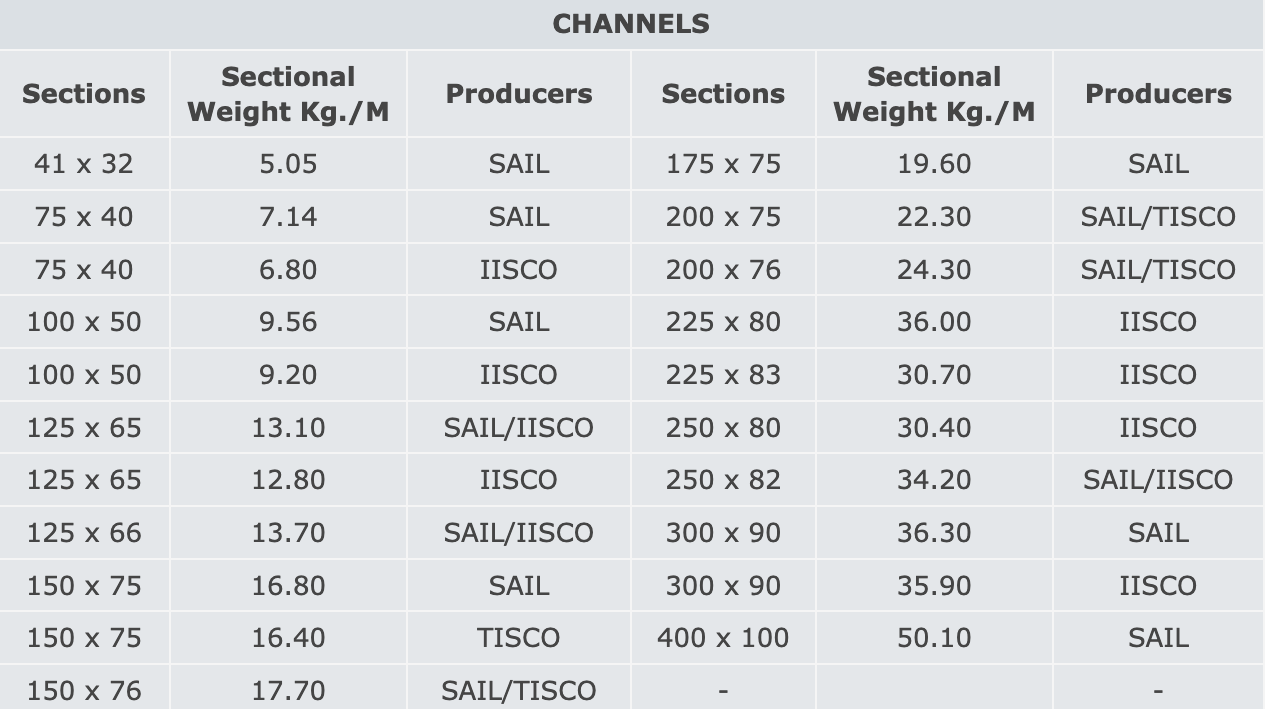 CHANNELS
Sections Sectional Weight Kg./M Producers Sections Sectional Weight Kg./M Producers
41 x 32 5.05 SAIL 175 x 75 19.60 SAIL
75 x 40 7.14 SAIL 200 x 75 22.30 SAIL/TISCO
75 x 40 6.80 IISCO 200 x 76 24.30 SAIL/TISCO
100 x 50 9.56 SAIL 225 x 80 36.00 IISCO
100 x 50 9.20 IISCO 225 x 83 30.70 IISCO
125 x 65 13.10 SAIL/IISCO 250 x 80 30.40 IISCO
125 x 65 12.80 IISCO 250 x 82 34.20 SAIL/IISCO
125 x 66 13.70 SAIL/IISCO 300 x 90 36.30 SAIL
150 x 75 16.80 SAIL 300 x 90 35.90 IISCO
150 x 75 16.40 TISCO 400 x 100 50.10 SAIL
150 x 76 17.70 SAIL/TISCO - -